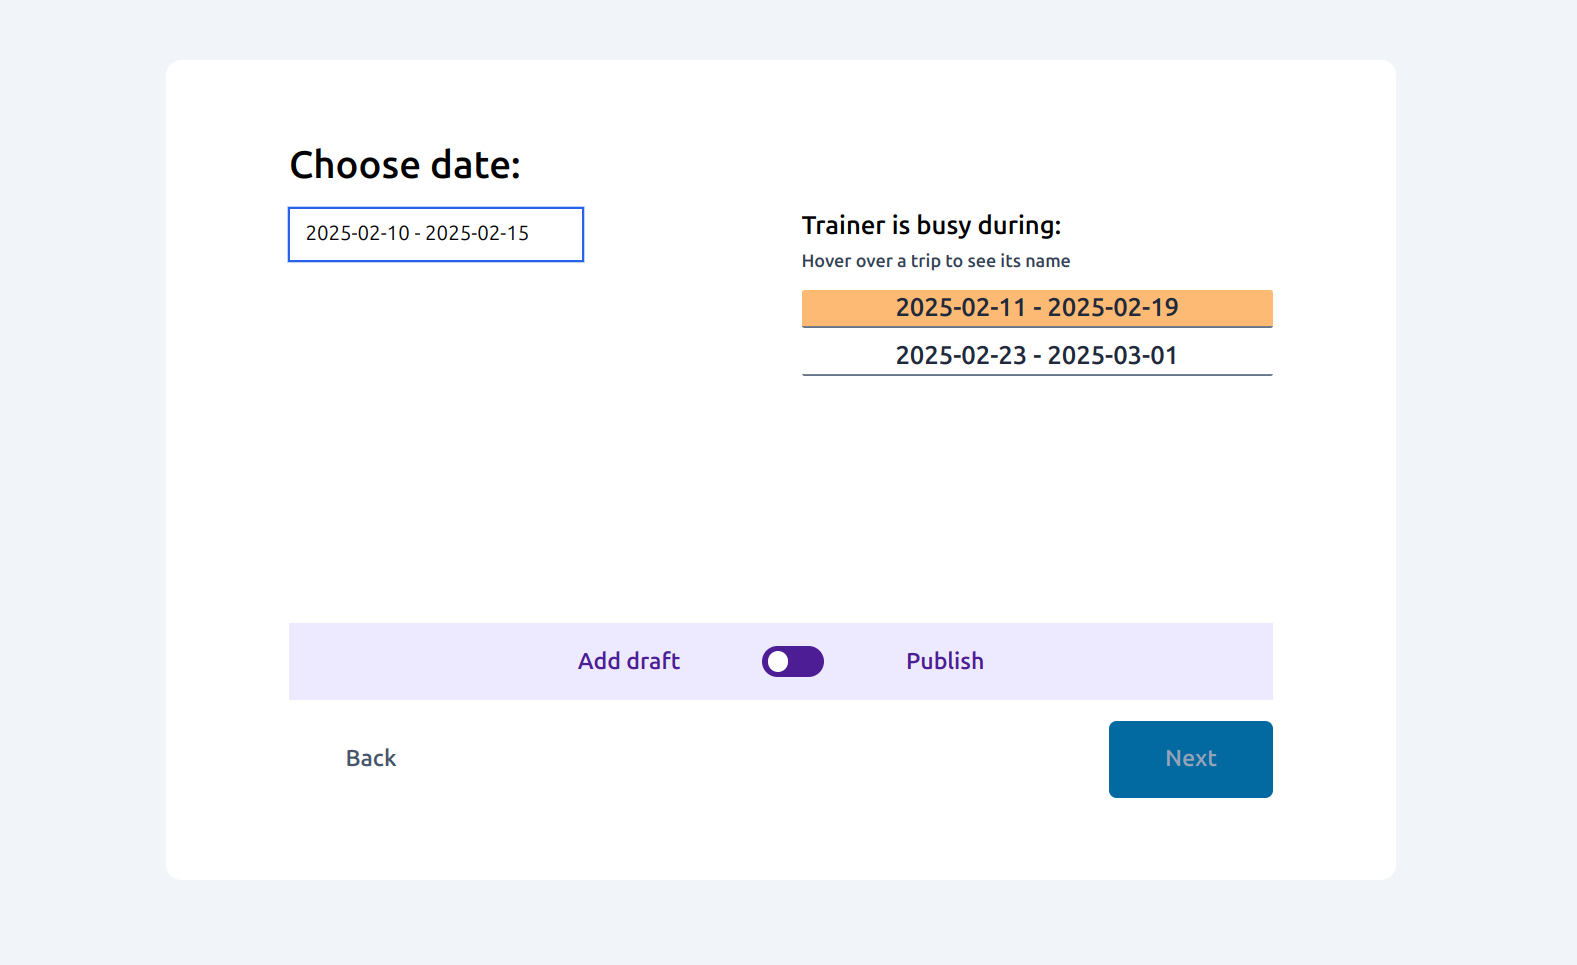 Choose date:
2025-02-10 - 2025-02-15
Trainer is busy during:
Hover over a trip to see its name
2025-02-11 - 2025-02-19
2025-02-23 - 2025-03-01
Add draft
Publish
Back
Next